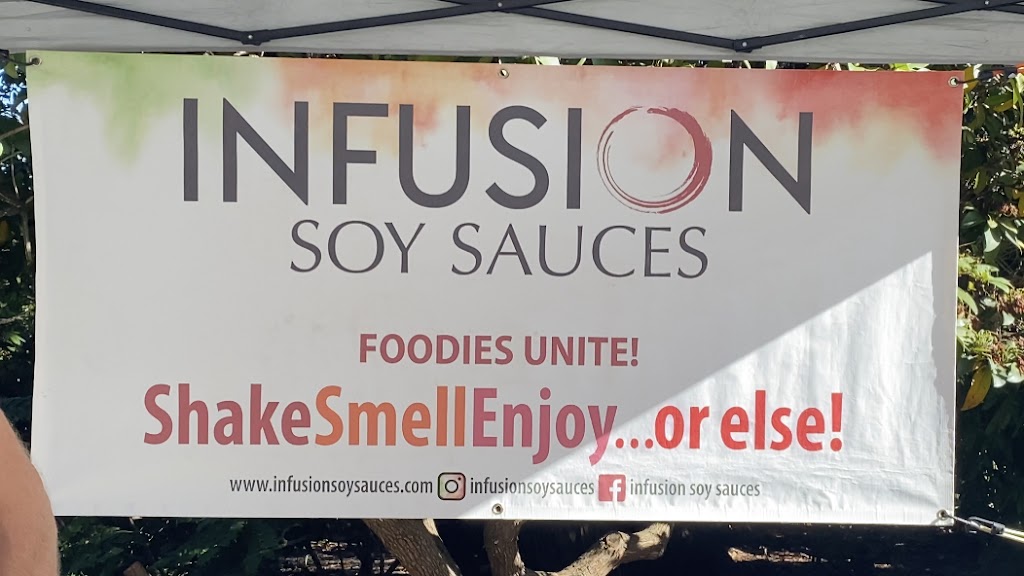 INFUSION
SOY SAUCES
FOODIES UNITE!
ShakeSmellEnjoy...or else!
www.infusionsoysauces.com infusionsoysauces f infusion soy sauces